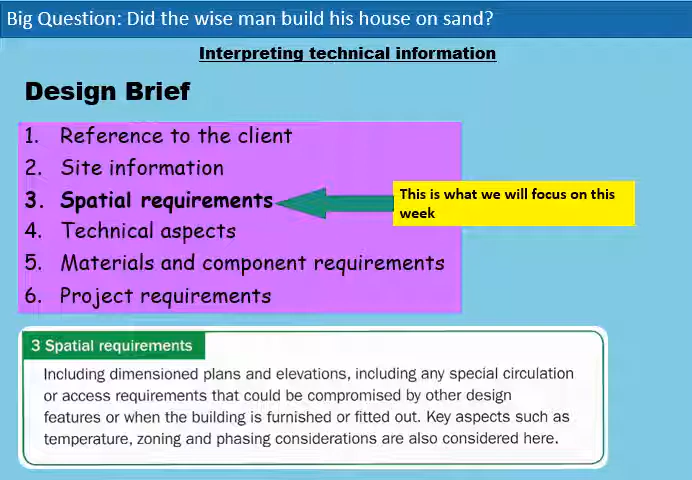 Big Question: Did the wise man build his house on sand?
Interpreting technical information
Design Brief
1. Reference to the client
2. Site information
3. Spatial requirements
This is what we will focus on this
week
4. Technical aspects
5. Materials and component requirements
6. Project requirements
3 Spatial requirements
Including dimensioned plans and elevations, including any special circulation
or access requirements that could be compromised by other design
features or when the building is furnished or fitted out. Key aspects such as
temperature, zoning and phasing considerations are also considered here.